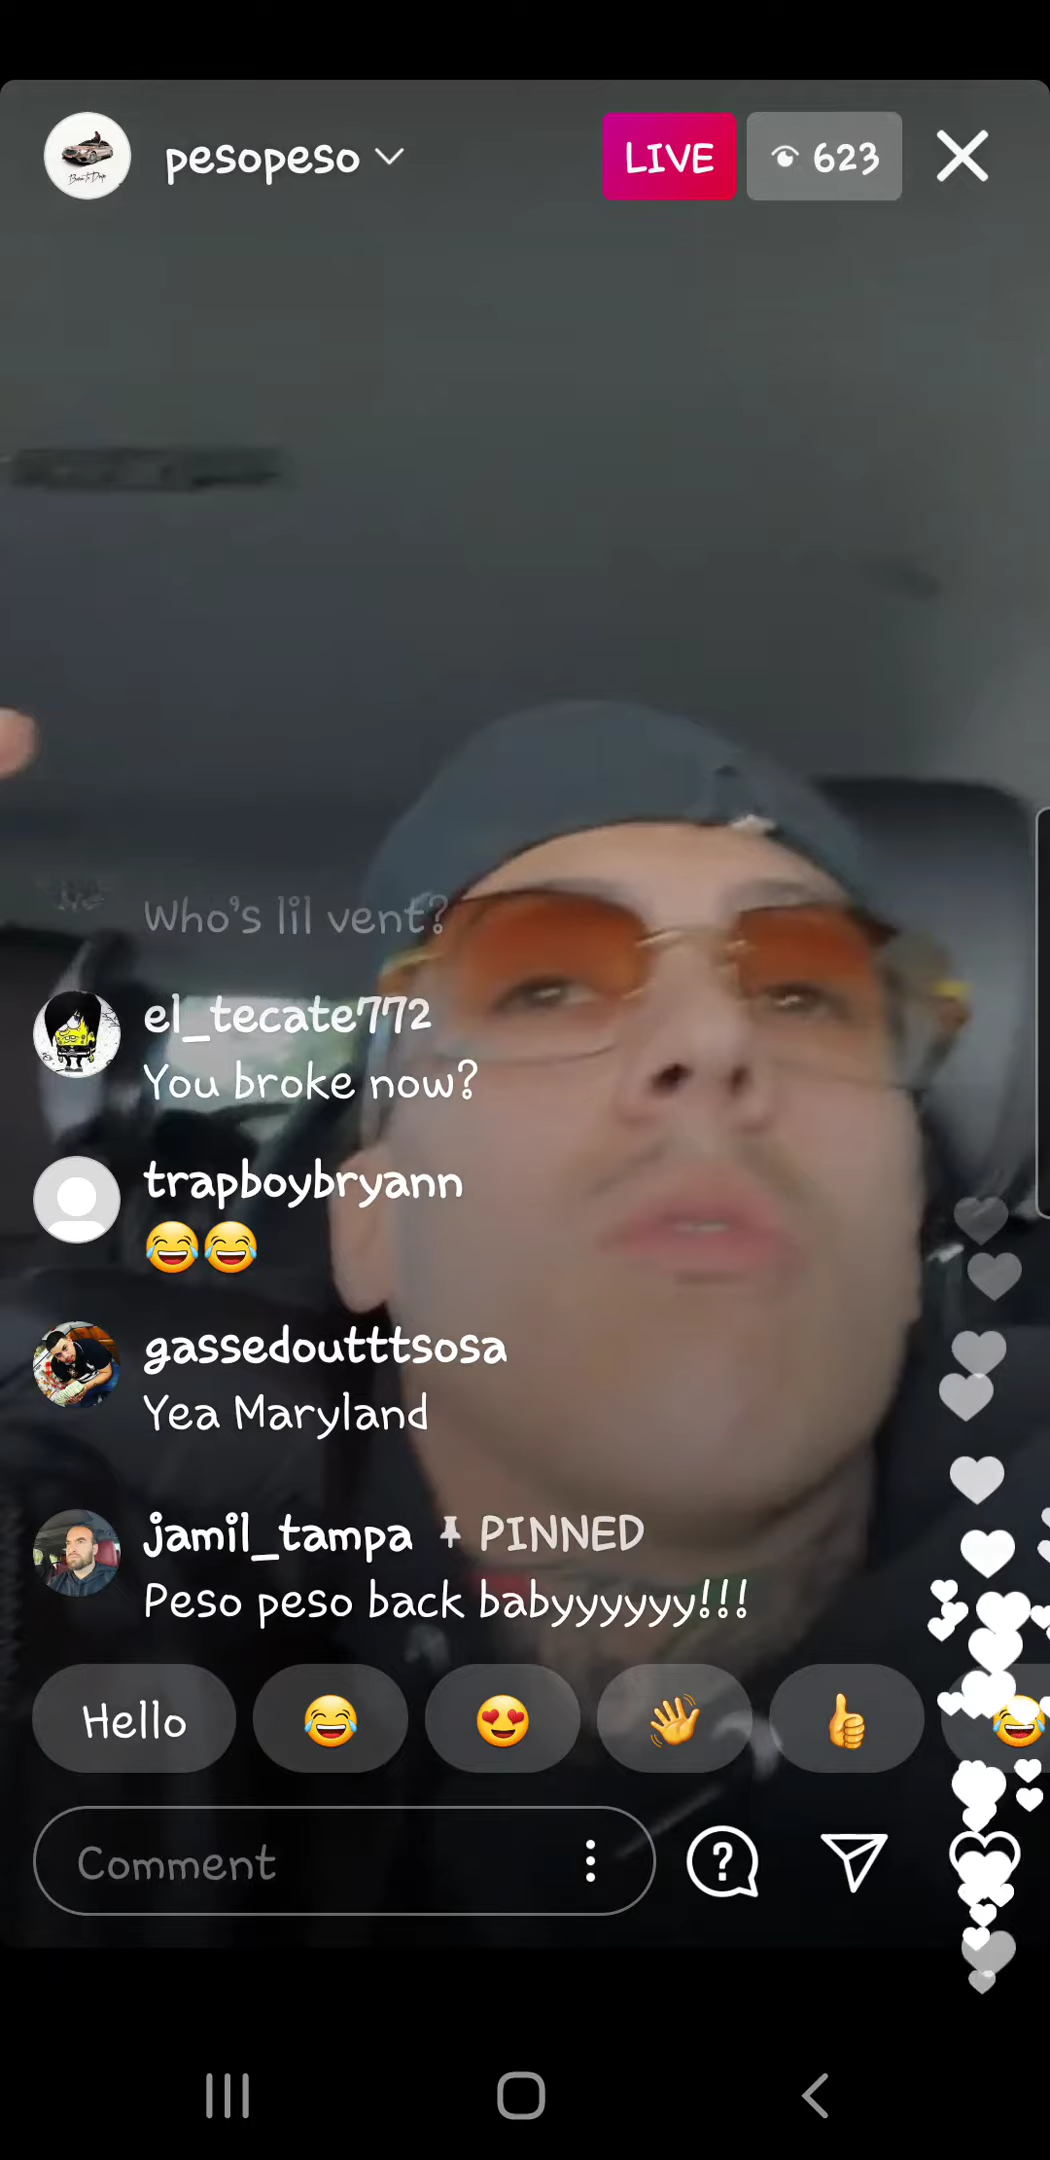 pesopeso
LIVE
623
Who's lil vent?
el_tecate772
You broke now?
trapboybryann
😂😂
gassedoutttsosa
Yea Maryland
jamil_tampa PINNED
Peso peso back babyyyyyy!!!
Hello
Comment